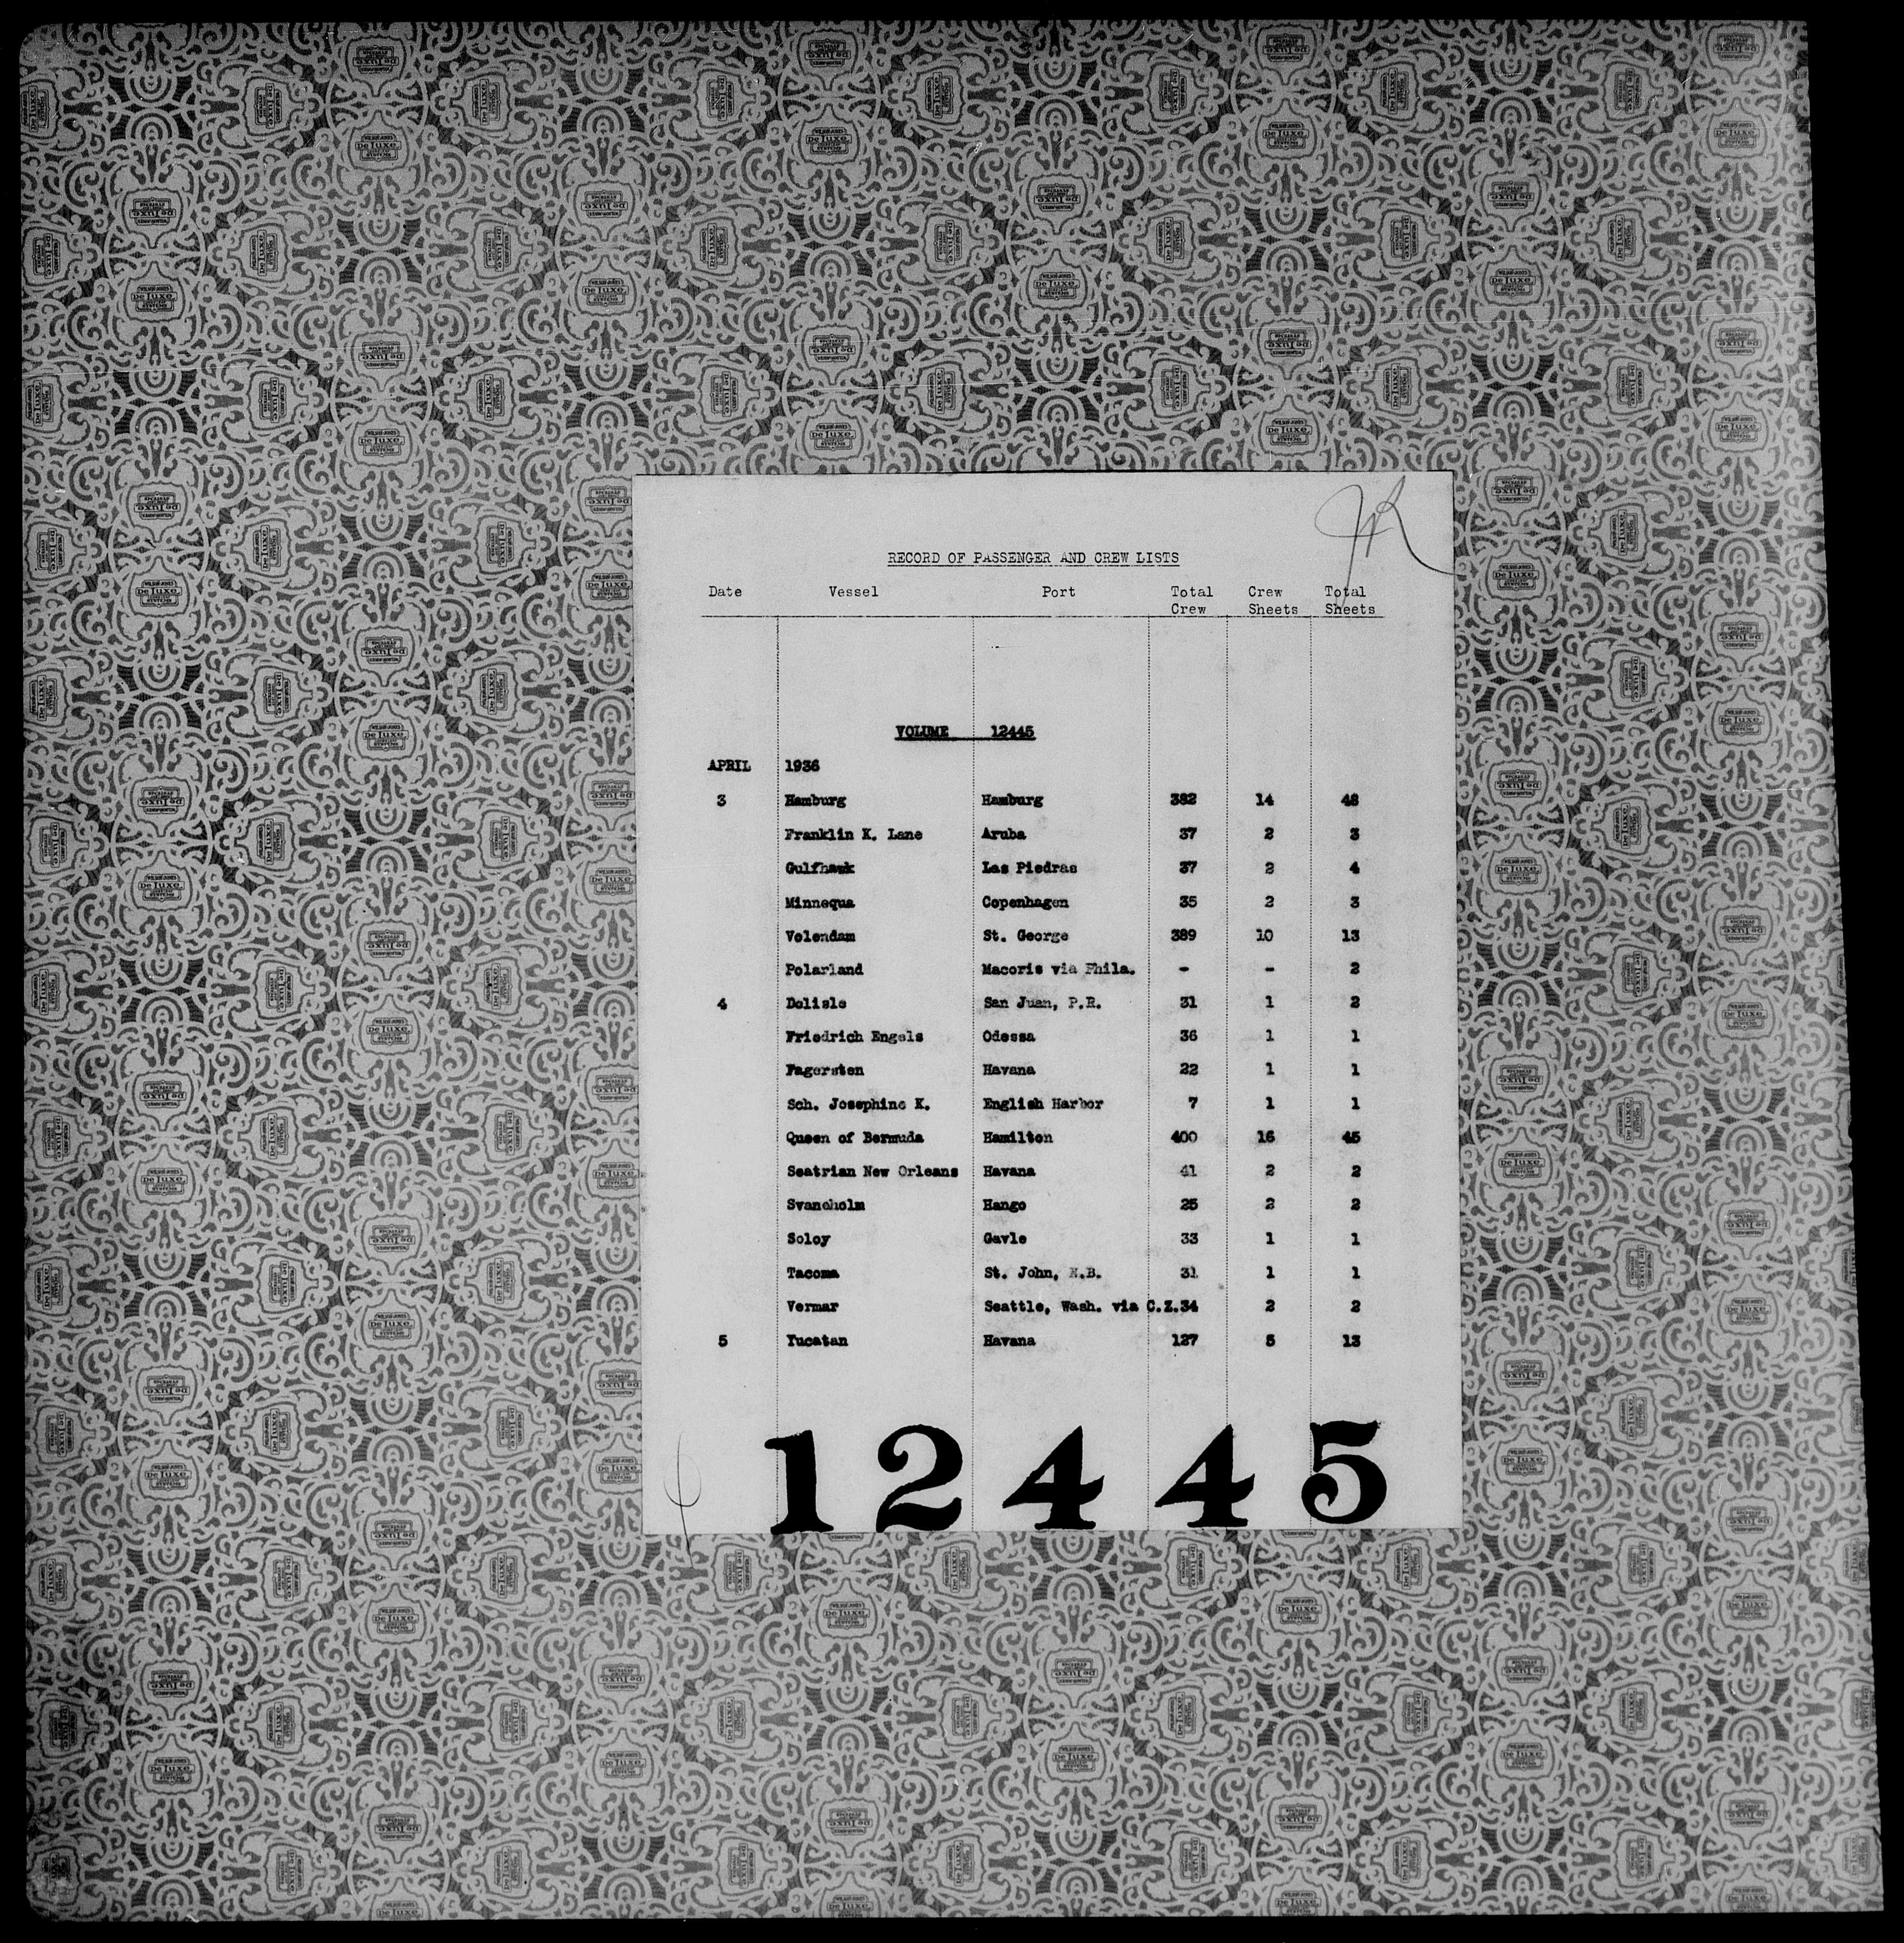 RECORD OF PASSENGER AND CREW LISTS
Date Vessel Port Total Crew Crew Sheets Total Sheets
VOLUME 12445
APRIL 1936
3 Hamburg Hamburg 382 14 48
Franklin K. Lane Aruba 37 2 3
Gulfhawk Las Piedras 37 2 4
Minnequa Copenhagen 35 2 3
Volendam St. George 389 10 13
Polarland Macoris via Phila. - - 2
4 Delisle San Juan, P.R. 31 1 2
Friedrich Engels Odessa 36 1 1
Fagersten Havana 22 1 1
Sch. Josephine K. English Harbor 7 1 1
Queen of Bermuda Hamilton 400 16 45
Seatrian New Orleans Havana 41 2 2
Svaneholm Hango 25 2 2
Soloy Gavle 33 1 1
Tacoma St. John, N.B. 31 1 1
Vermar Seattle, Wash. via C.Z. 34 2 2
5 Yucatan Havana 127 5 13
12445